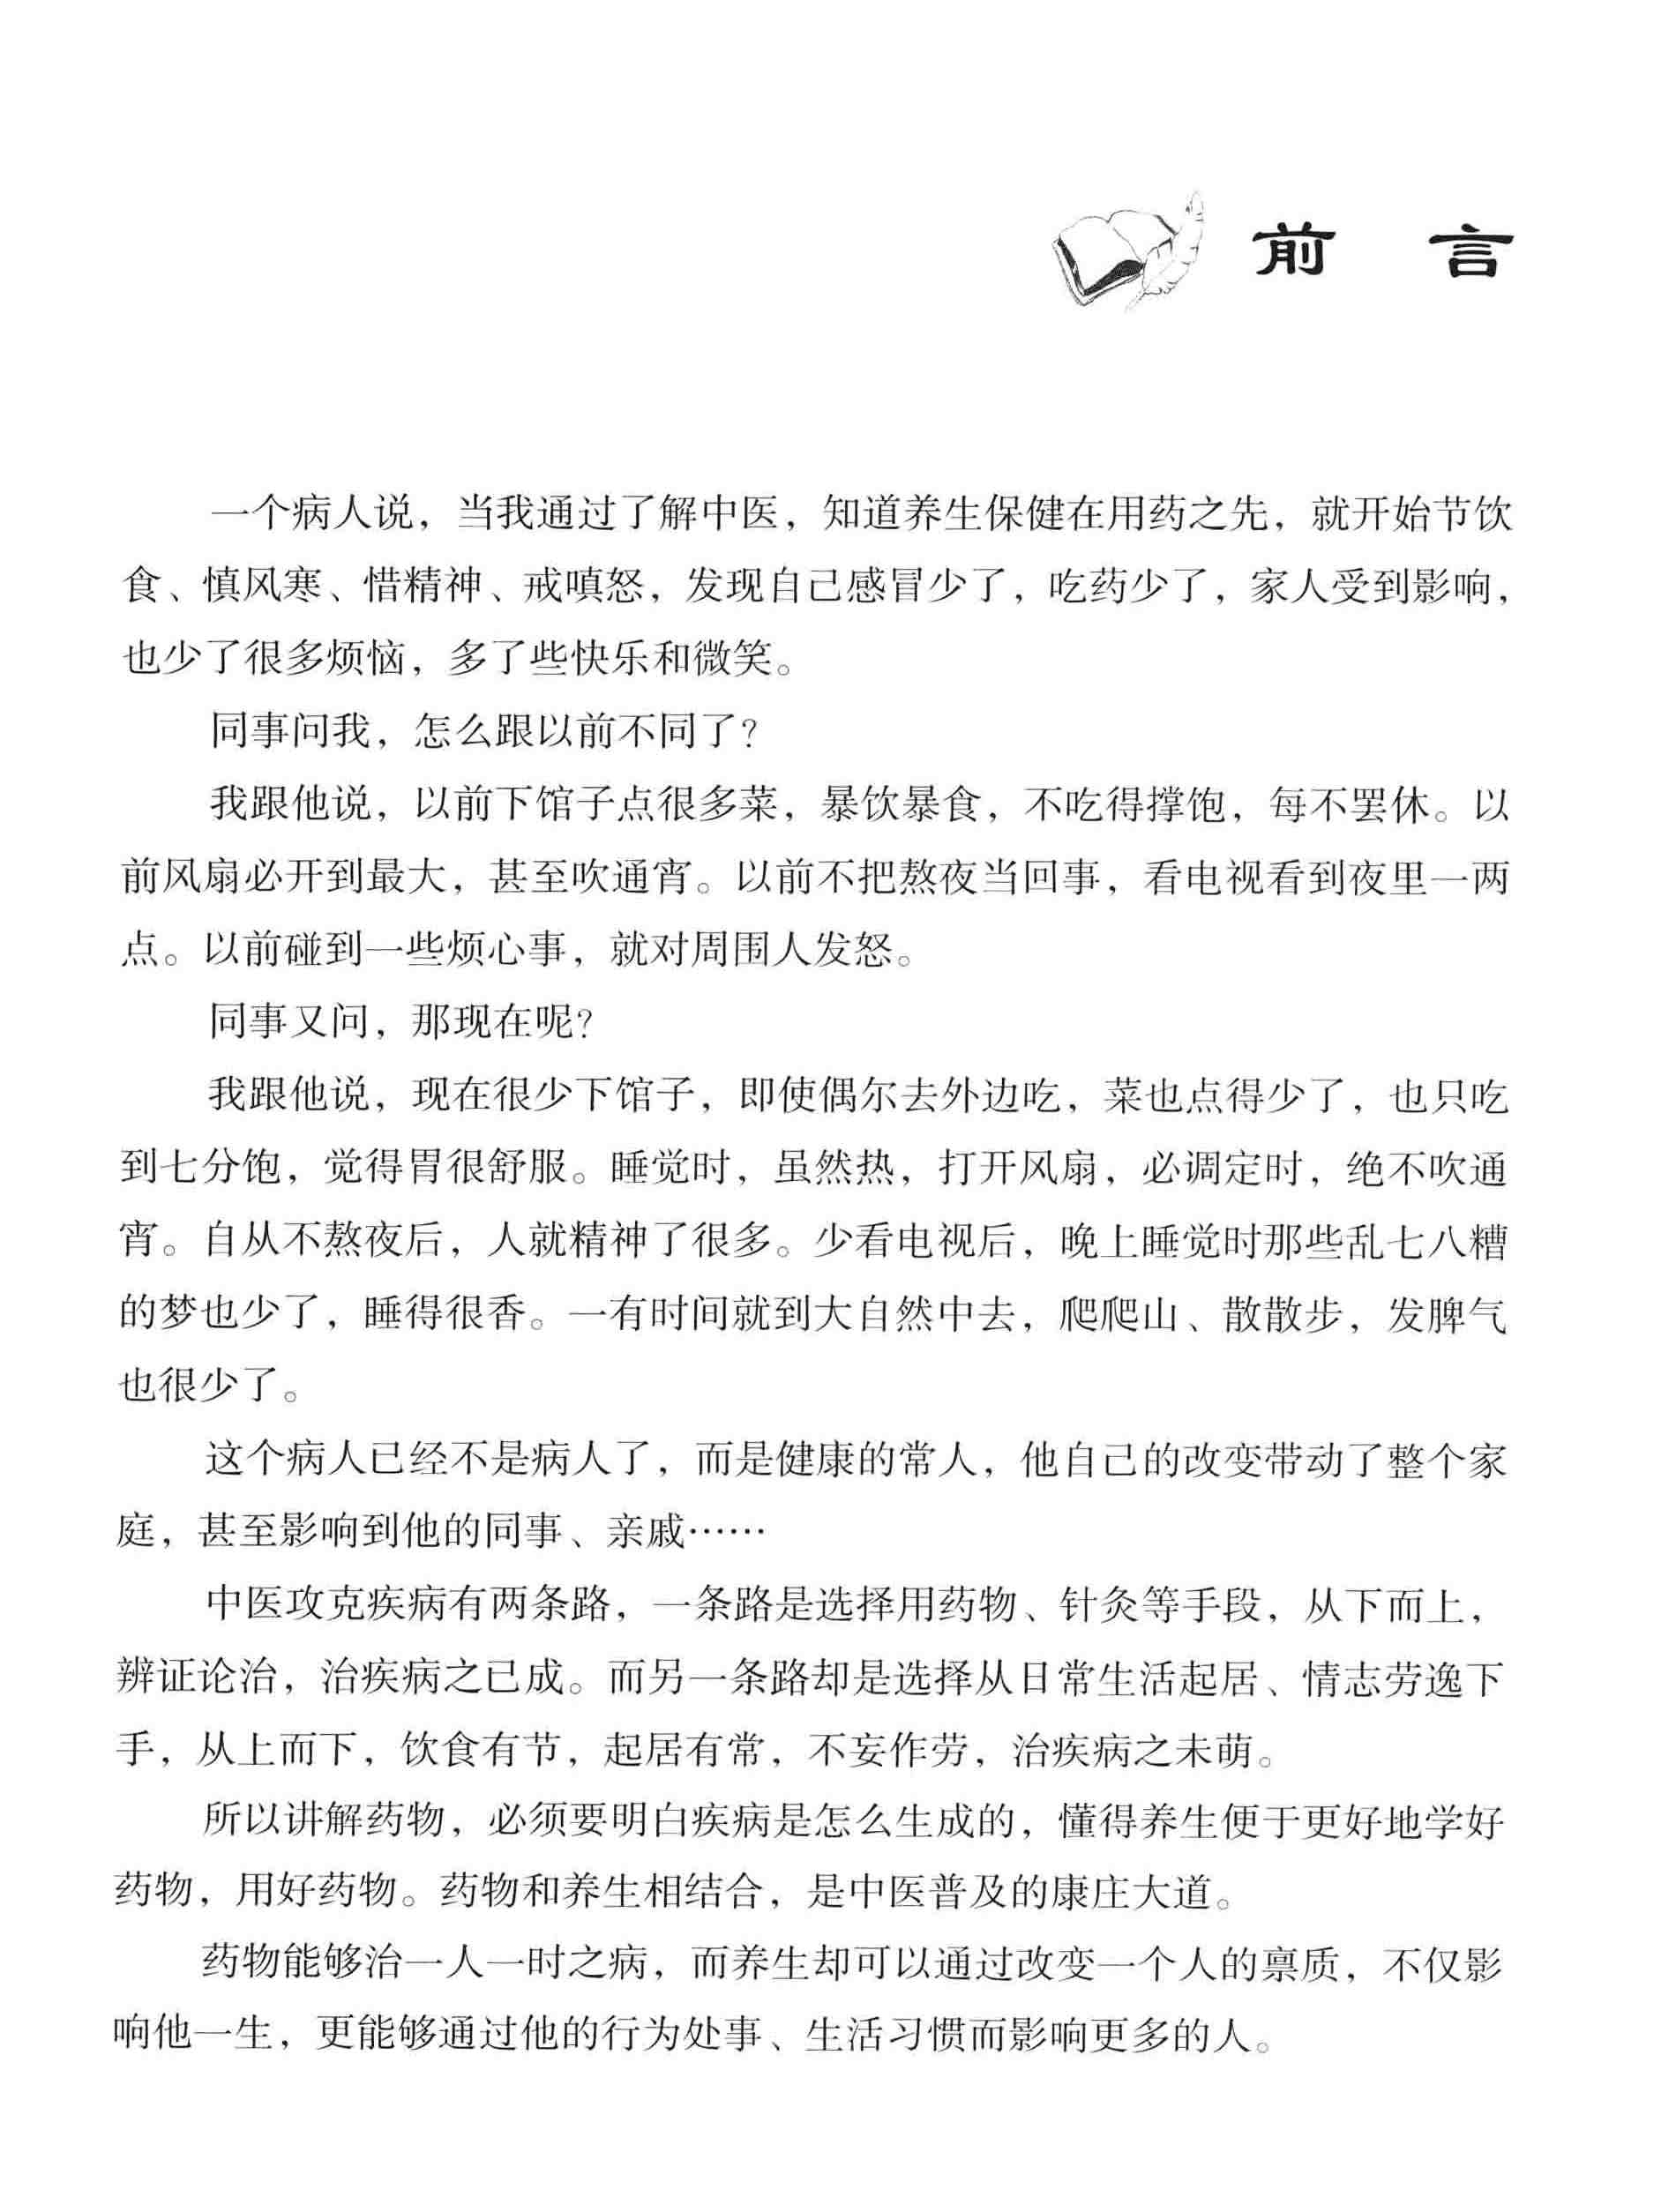 前 言
一个病人说，当我通过了解中医，知道养生保健在用药之先，就开始节饮
食、慎风寒、惜精神、戒嗔怒，发现自己感冒少了，吃药少了，家人受到影响，
也少了很多烦恼，多了些快乐和微笑。
同事问我，怎么跟以前不同了？
我跟他说，以前下馆子点很多菜，暴饮暴食，不吃得撑饱，每不罢休。以
前风扇必开到最大，甚至吹通宵。以前不把熬夜当回事，看电视看到夜里一两
点。以前碰到一些烦心事，就对周围人发怒。
同事又问，那现在呢？
我跟他说，现在很少下馆子，即使偶尔去外边吃，菜也点得少了，也只吃
到七分饱，觉得胃很舒服。睡觉时，虽然热，打开风扇，必调定时，绝不吹通
宵。自从不熬夜后，人就精神了很多。少看电视后，晚上睡觉时那些乱七八糟
的梦也少了，睡得很香。一有时间就到大自然中去，爬爬山、散散步，发脾气
也很少了。
这个病人已经不是病人了，而是健康的常人，他自己的改变带动了整个家
庭，甚至影响到他的同事、亲戚……
中医攻克疾病有两条路，一条路是选择用药物、针灸等手段，从下而上，
辨证论治，治疾病之已成。而另一条路却是选择从日常生活起居、情志劳逸下
手，从上而下，饮食有节，起居有常，不妄作劳，治疾病之未萌。
所以讲解药物，必须要明白疾病是怎么生成的，懂得养生便于更好地学好
药物，用好药物。药物和养生相结合，是中医普及的康庄大道。
药物能够治一人一时之病，而养生却可以通过改变一个人的禀质，不仅影
响他一生，更能够通过他的行为处事、生活习惯而影响更多的人。